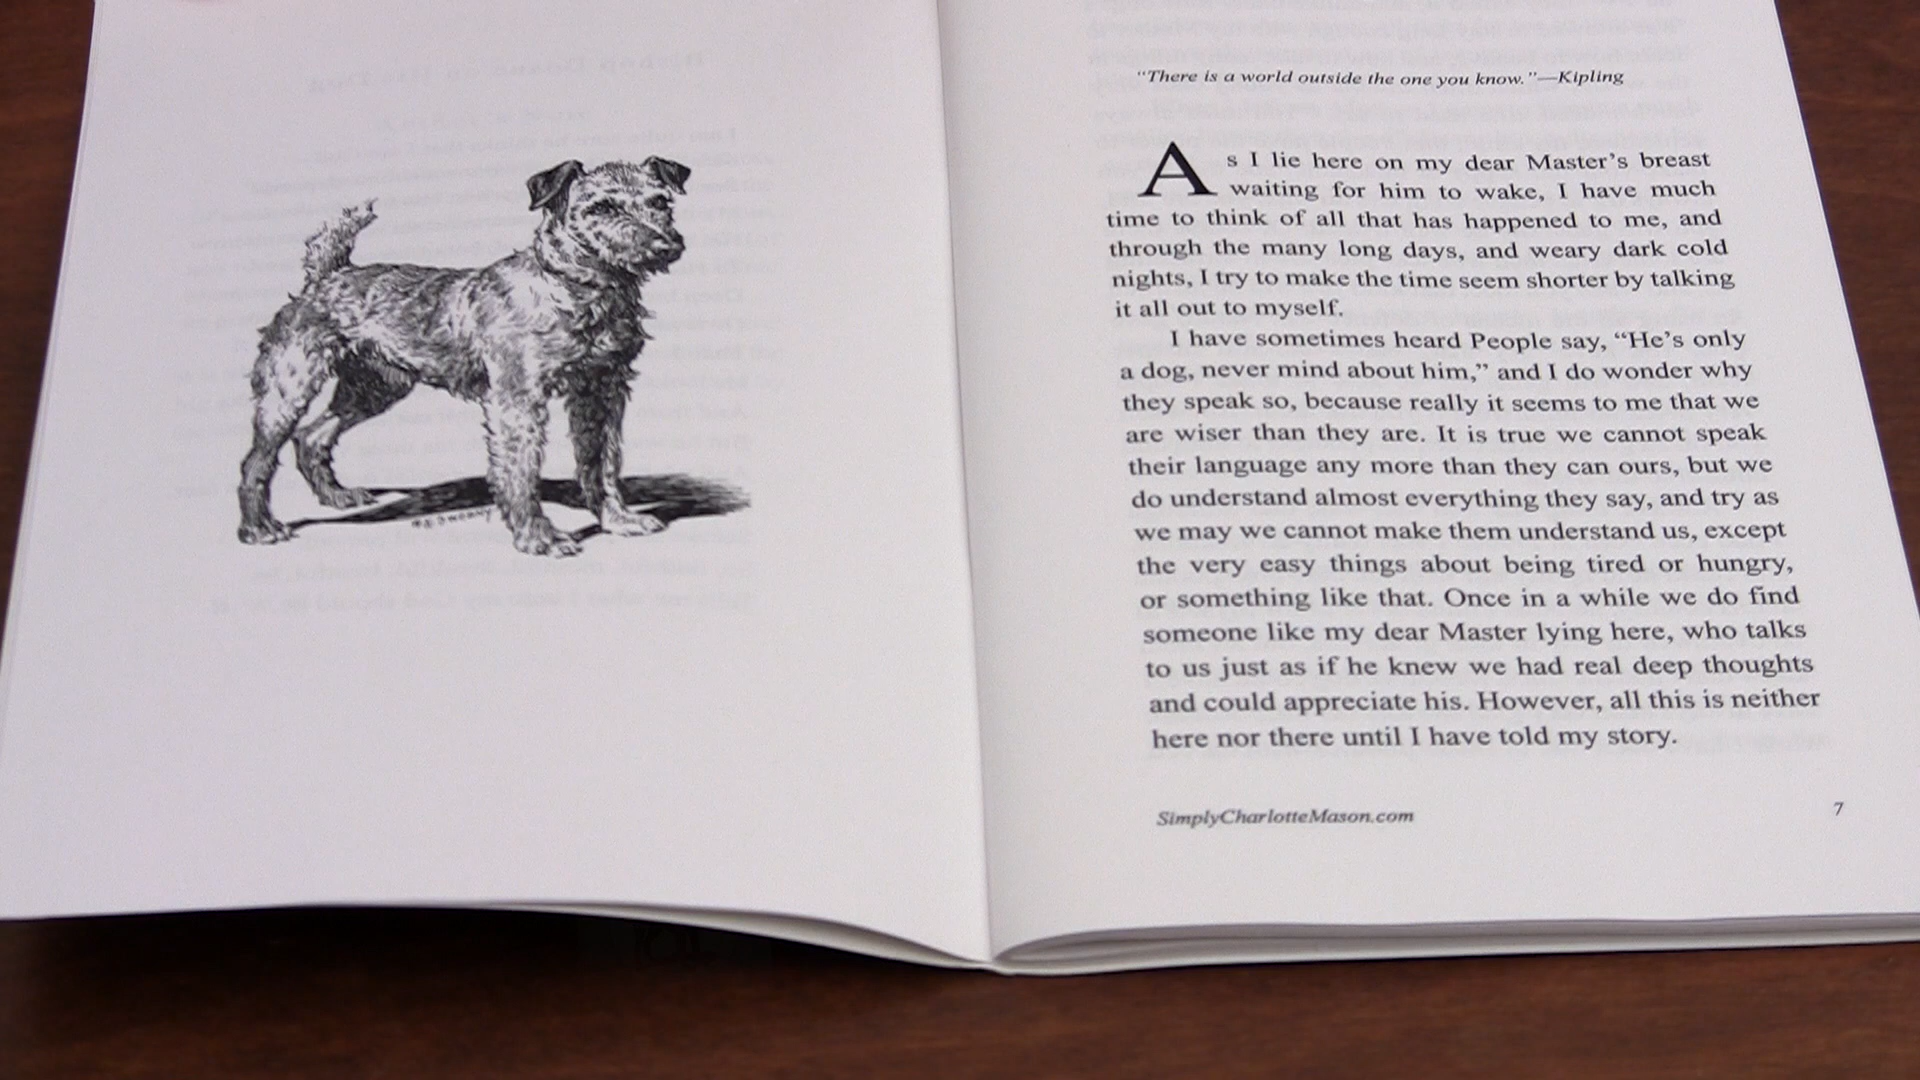 "There is a world outside the one you know."—Kipling
As I lie here on my dear Master's breast
waiting for him to wake, I have much
time to think of all that has happened to me, and
through the many long days, and weary dark cold
nights, I try to make the time seem shorter by talking
it all out to myself.
I have sometimes heard People say, "He's only
a dog, never mind about him," and I do wonder why
they speak so, because really it seems to me that we
are wiser than they are. It is true we cannot speak
their language any more than they can ours, but we
do understand almost everything they say, and try as
we may we cannot make them understand us, except
the very easy things about being tired or hungry,
or something like that. Once in a while we do find
someone like my dear Master lying here, who talks
to us just as if he knew we had real deep thoughts
and could appreciate his. However, all this is neither
here nor there until I have told my story.
SimplyCharlotteMason.com
7